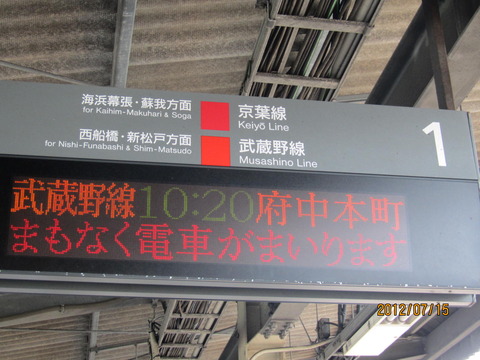 海浜幕張・蘇我方面
for Kaihim-Makuhari & Soga
京葉線
Keiyō Line
西船橋・新松戸方面
for Nishi-Funabashi & Shim-Matsudo
武蔵野線
Musashino Line
1
武蔵野線 10:20 府中本町
まもなく電車がまいります
2012/07/15